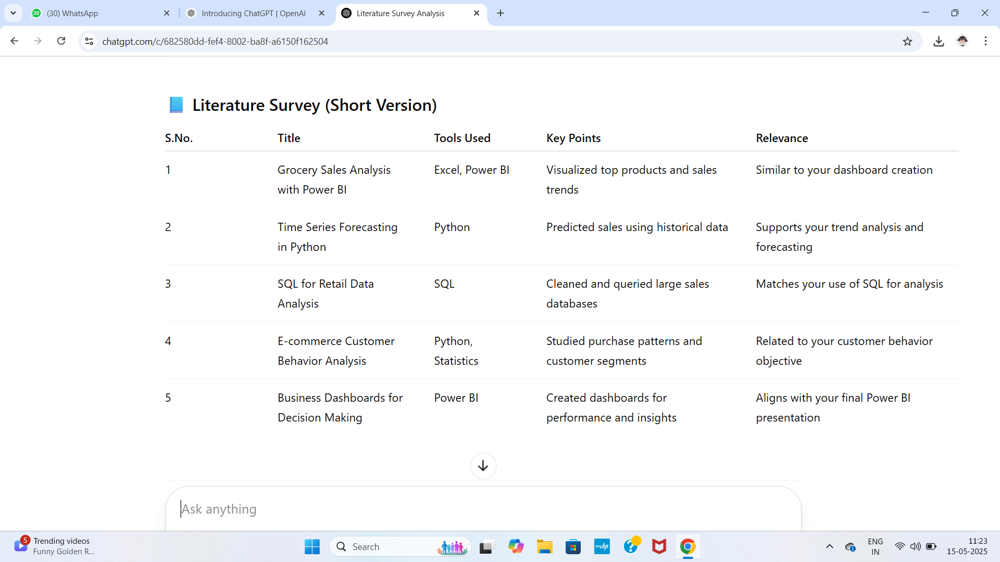 (30) WhatsApp
Introducing ChatGPT | OpenAI
Literature Survey Analysis
chatgpt.com/c/682580dd-fef4-8002-ba8f-a6150f162504
Literature Survey (Short Version)
S.No. Title Tools Used Key Points Relevance
1 Grocery Sales Analysis Excel, Power BI Visualized top products and sales Similar to your dashboard creation
with Power BI trends
2 Time Series Forecasting Python Predicted sales using historical data Supports your trend analysis and
in Python forecasting
3 SQL for Retail Data SQL Cleaned and queried large sales Matches your use of SQL for analysis
Analysis databases
4 E-commerce Customer Python, Studied purchase patterns and Related to your customer behavior
Behavior Analysis Statistics customer segments objective
5 Business Dashboards for Power BI Created dashboards for Aligns with your final Power BI
Decision Making performance and insights presentation
Ask anything
5 Trending videos
Funny Golden R...
Search
myhp
ENG
IN
11:23
15-05-2025